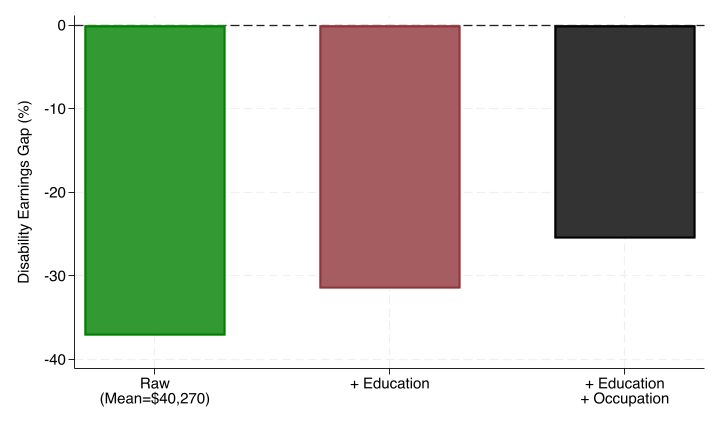 Disability Earnings Gap (%)
0
-10
-20
-30
-40
Raw
(Mean=$40,270)
+ Education
+ Education
+ Occupation